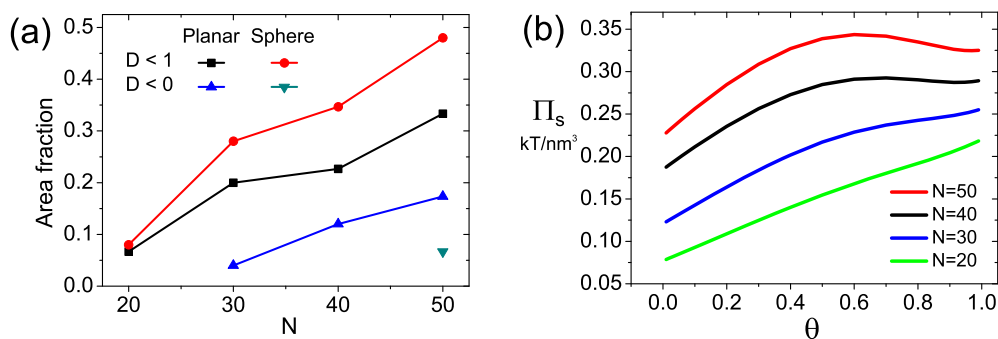 (a)
Planar Sphere
D < 1
D < 0
Area fraction
0.5
0.4
0.3
0.2
0.1
0.0
20 30 40 50
N
(b)
Πs
kT/nm³
0.35
0.30
0.25
0.20
0.15
0.10
0.05
N=50
N=40
N=30
N=20
0.0 0.2 0.4 0.6 0.8 1.0
θ